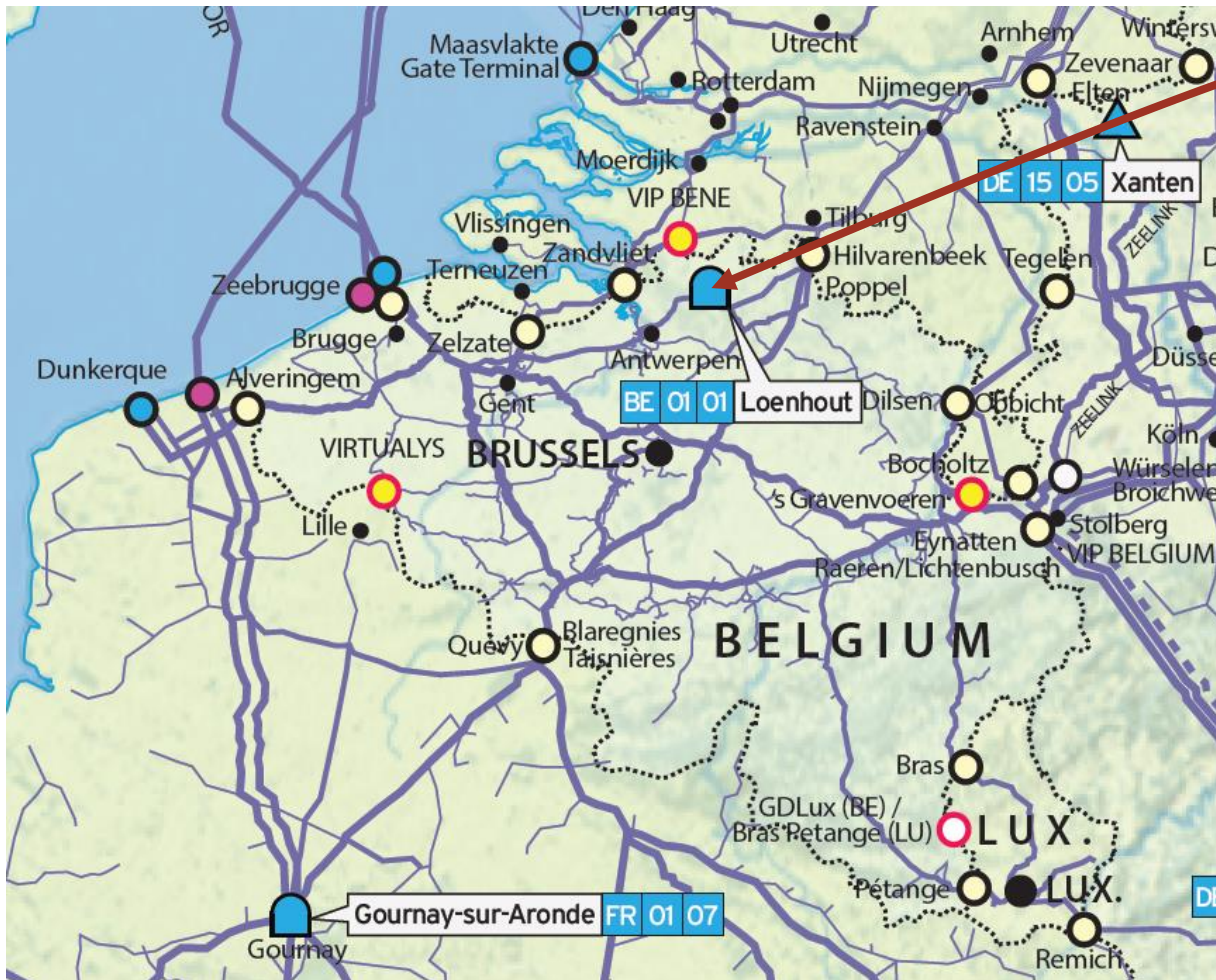 OR
Den Haag
Utrecht
Arnhem
Maasvlakte
Gate Terminal
Rotterdam
Nijmegen
Zevenaar
Elten
Ravenstein
Moerdijk
VIP BENE
DE 15 05 Xanten
Vlissingen
Tilburg
Zandvliet
Hilvarenbeek
Poppel
Tegelen
ZEELINK
Zeebrugge
Terneuzen
Brugge
Zelzate
Antwerpen
Dunkerque
Alveringem
Gent
BE 01 01 Loenhout
Dilsen
Obbicht
ZEELINK
Köln
VIRTUALYS
BRUSSELS
Bocholtz
's Gravenvoeren
Lille
Stolberg
Eynatten
Raeren/Lichtenbusch
VIP BELGIUM
Quévy
Blaregnies
Taisnières
BELGIUM
Bras
GDLux (BE) /
Bras Petange (LU)
LUX.
Pétange
LUX.
DE
Gournay-sur-Aronde FR 01 07
Gournay
Remich